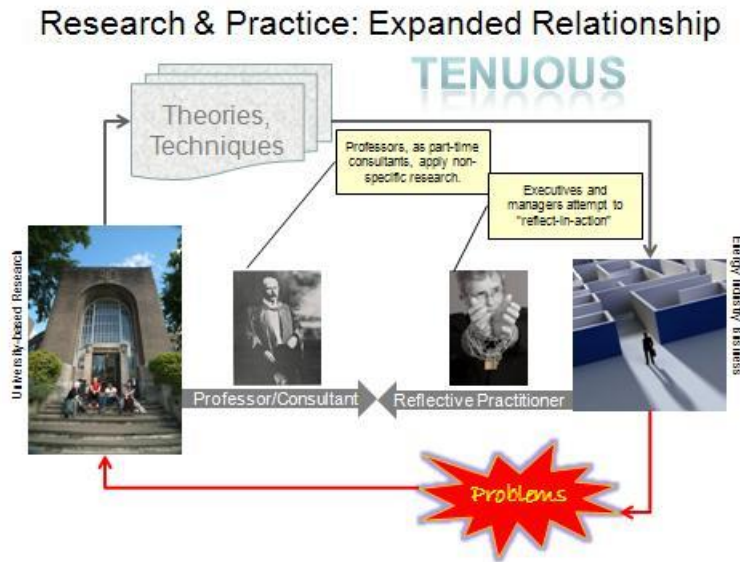 Research & Practice: Expanded Relationship
TENUOUS
Theories,
Techniques
Professors, as part-time
consultants, apply non-
specific research.
Executives and
managers attempt to
"reflect-in-action"
University-based Research
Energy Industry Business
Professor/Consultant
Reflective Practitioner
Problems